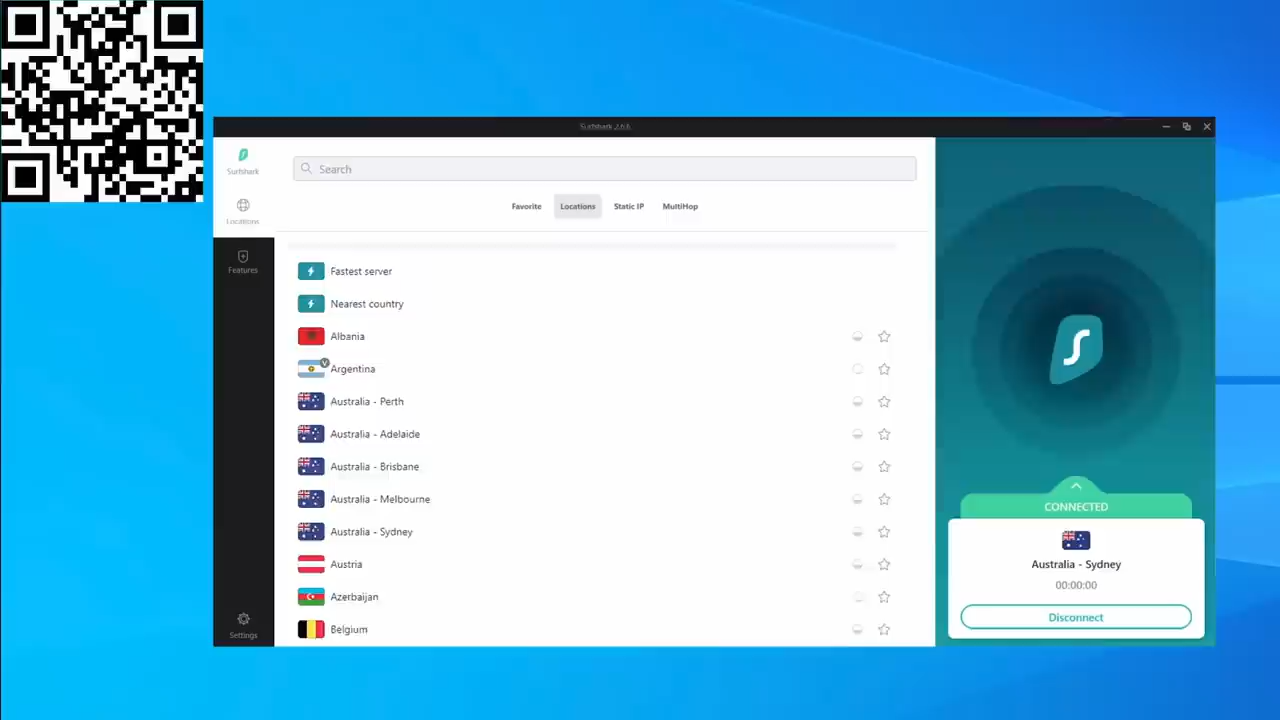 Surfshark 2.6.6
Surfshark
Search
Locations
Favorite Locations Static IP MultiHop
Features
Fastest server
Nearest country
Albania
V
Argentina
Australia - Perth
Australia - Adelaide
Australia - Brisbane
Australia - Melbourne
Australia - Sydney
Austria
Azerbaijan
Belgium
Settings
CONNECTED
Australia - Sydney
00:00:00
Disconnect